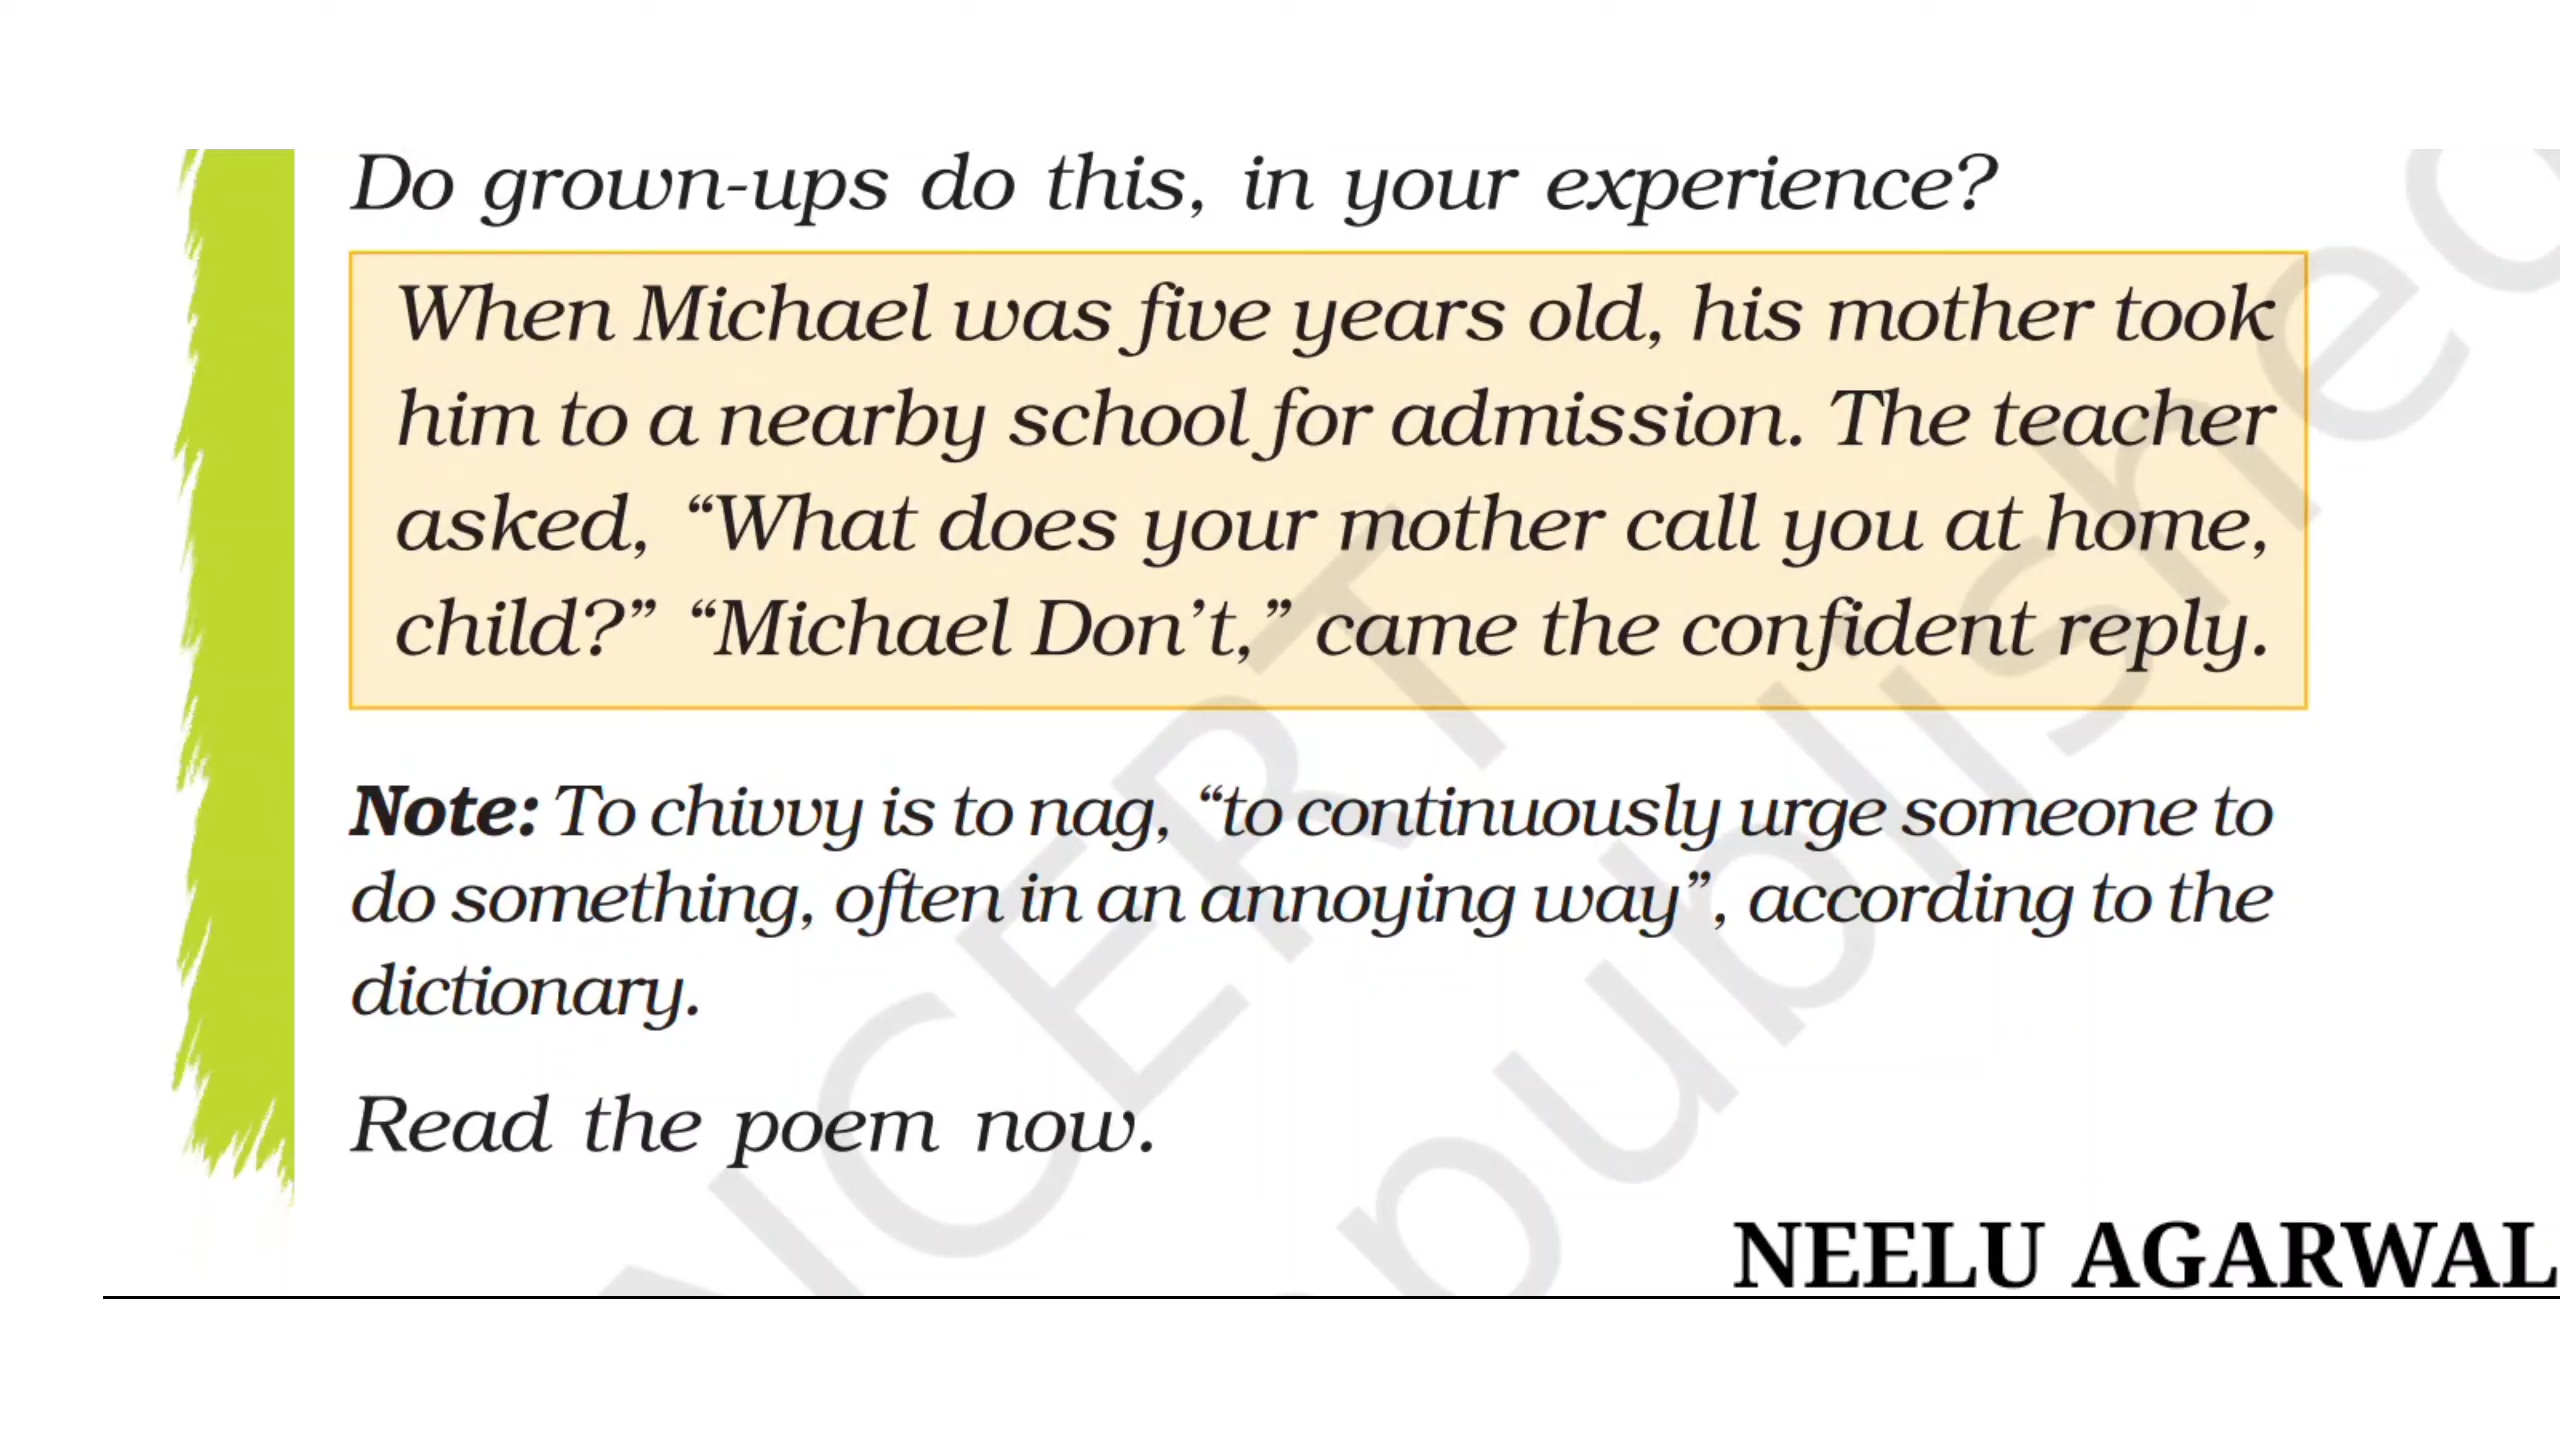 Do grown-ups do this, in your experience?
When Michael was five years old, his mother took
him to a nearby school for admission. The teacher
asked, “What does your mother call you at home,
child?” “Michael Don’t,” came the confident reply.
Note: To chivvy is to nag, “to continuously urge someone to
do something, often in an annoying way”, according to the
dictionary.
Read the poem now.
NCERT
published
NEELU AGARWAL